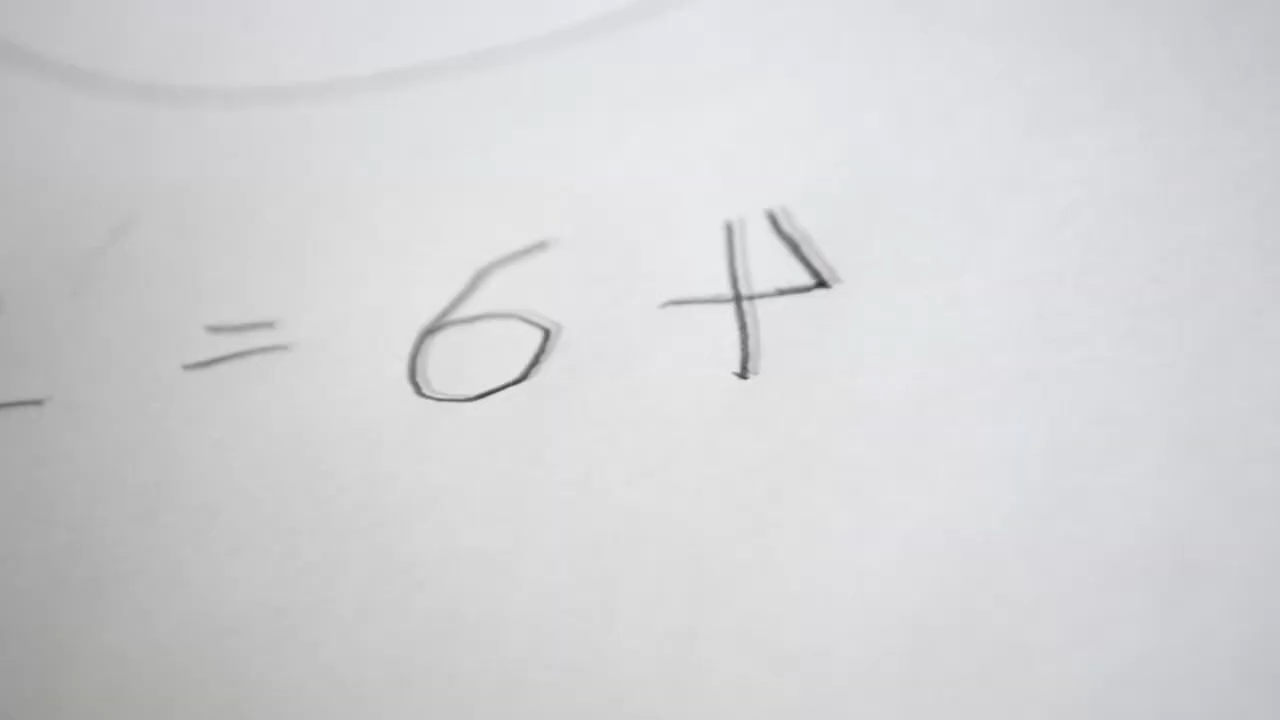 = 64